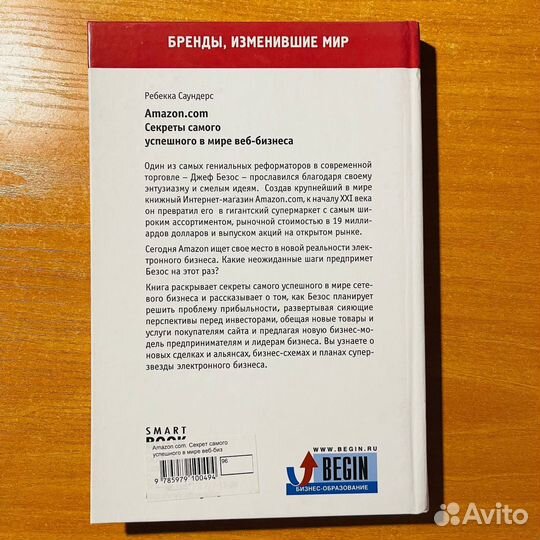 БРЕНДЫ, ИЗМЕНИВШИЕ МИР
Ребекка Саундерс
Amazon.com
Секреты самого
успешного в мире веб-бизнеса
Один из самых гениальных реформаторов в современной
торговле – Джеф Безос – прославился благодаря своему
энтузиазму и смелым идеям. Создав крупнейший в мире
книжный Интернет-магазин Amazon.com, к началу XXI века
он превратил его в гигантский супермаркет с самым ши-
роким ассортиментом, рыночной стоимостью в 19 милли-
ардов долларов и выпуском акций на открытом рынке.
Сегодня Amazon ищет свое место в новой реальности элек-
тронного бизнеса. Какие неожиданные шаги предпримет
Безос на этот раз?
Книга раскрывает секреты самого успешного в мире сете-
вого бизнеса и рассказывает о том, как Безос планирует
решить проблему прибыльности, развертывая сияющие
перспективы перед инвесторами, обещая новые товары и
услуги покупателям сайта и предлагая новую бизнес-мо-
дель предпринимателям и лидерам бизнеса. Вы узнаете о
новых сделках и альянсах, бизнес-схемах и планах супер-
звезды электронного бизнеса.
SMART
BOOK
Amazon.com. Секрет самого
успешного в мире веб-биз
96
9 785979 100494
WWW.BEGIN.RU
BEGIN
БИЗНЕС-ОБРАЗОВАНИЕ
Avito